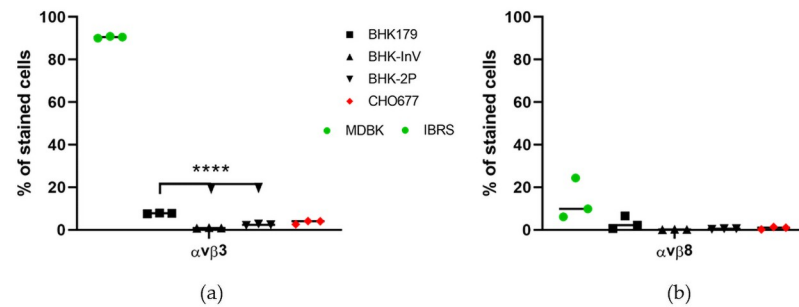 100
80
60
40
20
0
% of stained cells
****
αvβ3
(a)
BHK179
BHK-InV
BHK-2P
CHO677
MDBK IBRS
100
80
60
40
20
0
% of stained cells
αvβ8
(b)